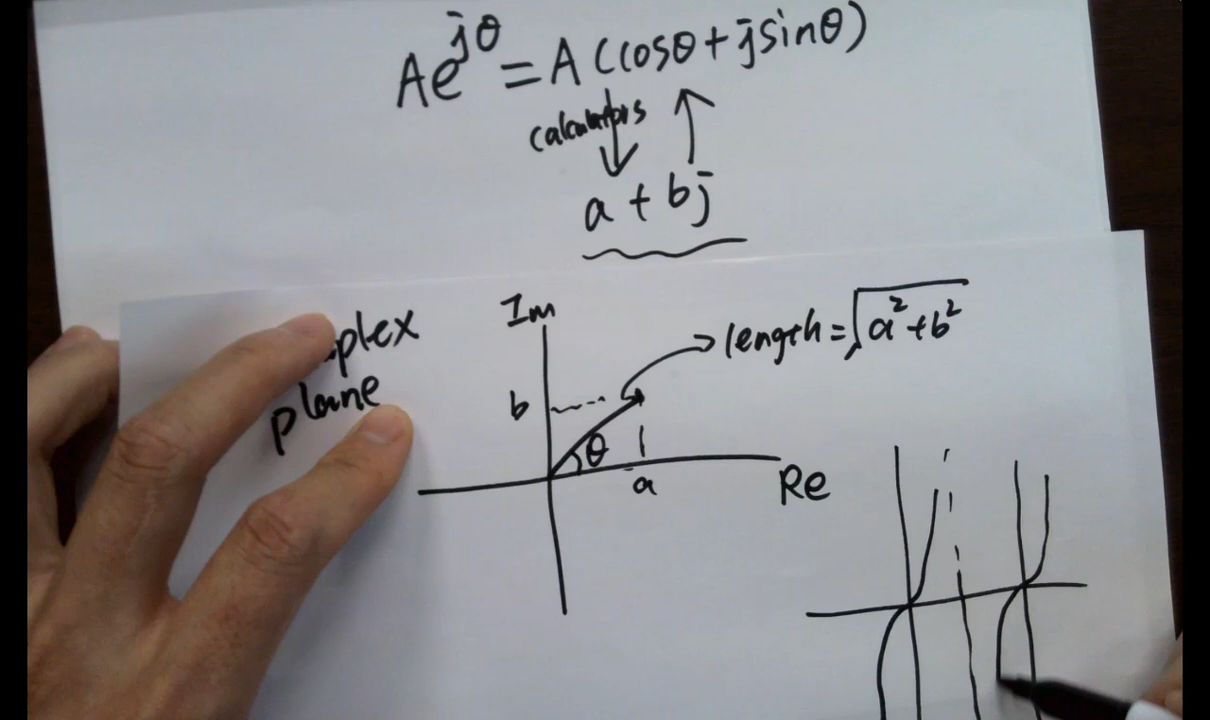 Ae^jθ = A (cosθ + jsinθ)
calculators
a + bj
plex
plane
Im
length = √a² + b²
b
θ
a
Re